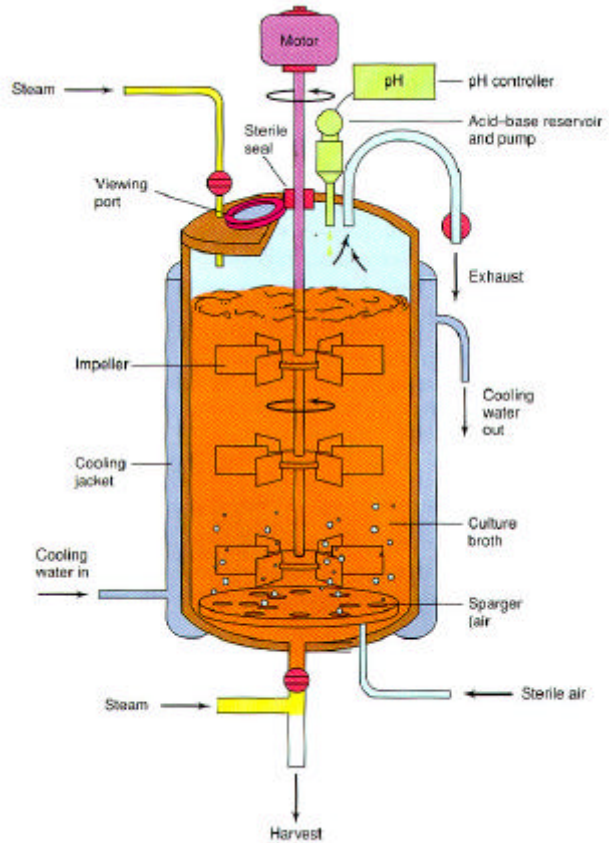 Motor
Steam
pH
pH controller
Sterile
seal
Acid–base reservoir
and pump
Viewing
port
Exhaust
Impeller
Cooling
water
out
Cooling
jacket
Culture
broth
Cooling
water in
Sparger
(air
Steam
Sterile air
Harvest